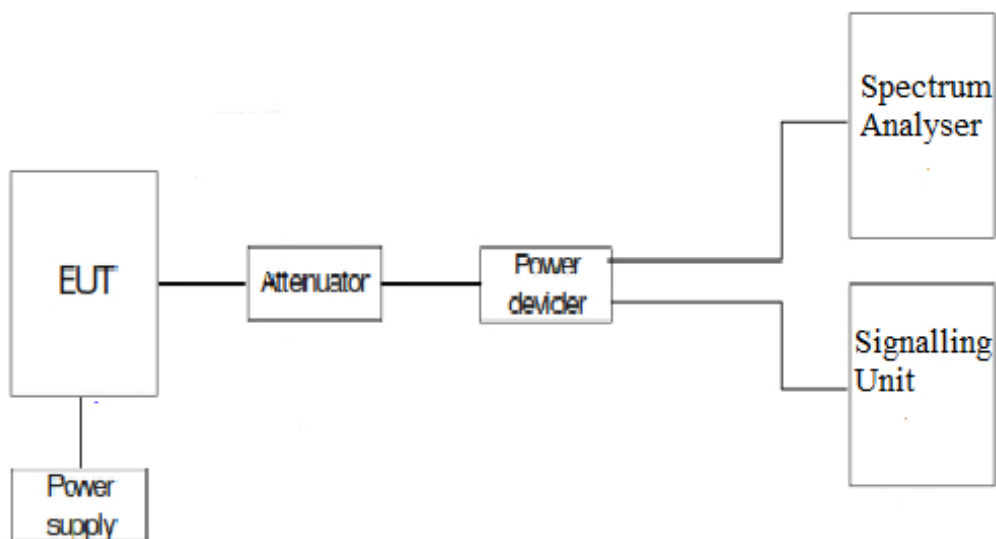 Spectrum
Analyser
EUT
Attenuator
Power
devider
Signalling
Unit
Power
supply